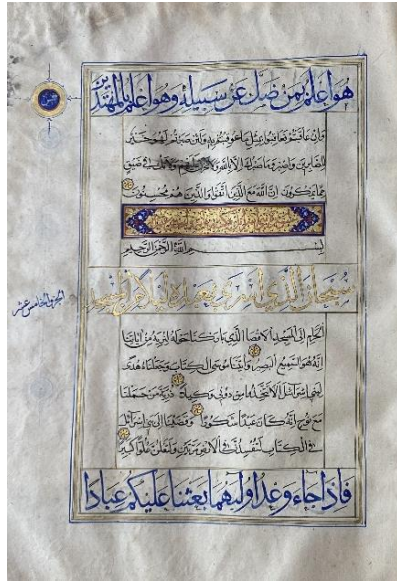 هو اعلم بمن ضل عن سبيله وهو اعلم بالمهتدين
وان عاقبتم فعاقبوا بمثل ما عوقبتم به ولئن صبرتم لهو خير
للصابرين واصبر وما صبرك الا بالله ولا تحزن عليهم ولا تك في ضيق
مما يمكرون ان الله مع الذين اتقوا والذين هم محسنون
بسم الله الرحمن الرحيم
سبحان الذي اسرى بعبده ليلا من المسجد
الجزو الخامس عشر
الحرام الى المسجد الاقصا الذي باركنا حوله لنريه من اياتنا
انه هو السميع البصير واتينا موسى الكتاب وجعلناه هدى
لبني اسرائل الا تتخذوا من دوني وكيلا ذرية من حملنا
مع نوح انه كان عبدا شكورا وقضينا الى بني اسرائل
في الكتاب لتفسدن في الارض مرتين ولتعلن علوا كبيرا
فاذا جاء وعد اوليهما بعثنا عليكم عبادا